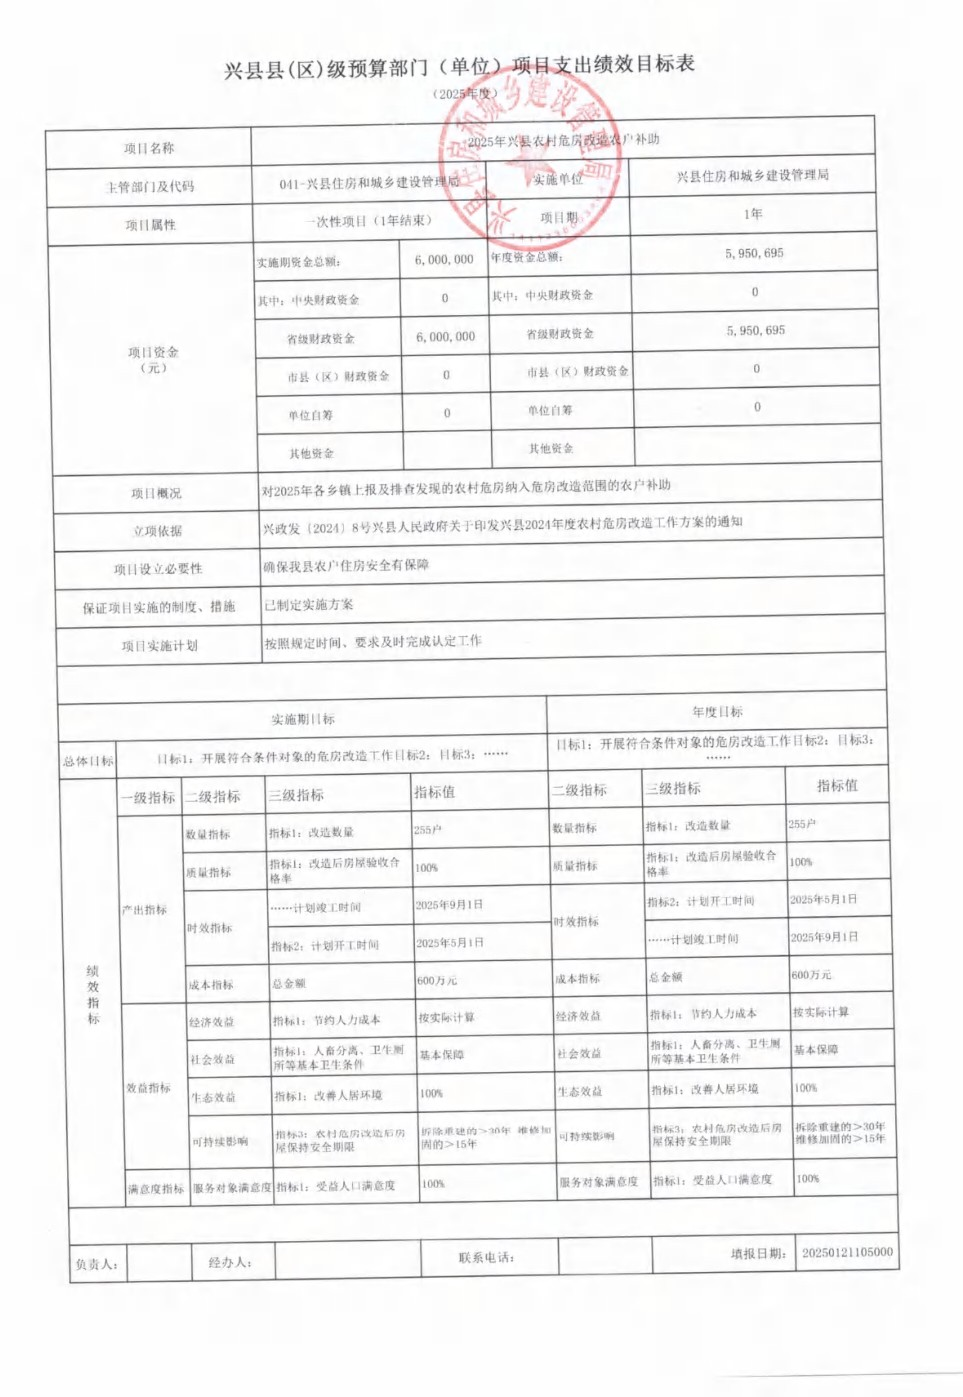 兴县县(区)级预算部门（单位）项目支出绩效目标表
（2025年度）
项目名称 2025年兴县农村危房改造农户补助
主管部门及代码 041-兴县住房和城乡建设管理局 实施单位 兴县住房和城乡建设管理局
项目属性 一次性项目（1年结束） 项目期 1年
项目资金
（元）
实施期资金总额： 6,000,000 年度资金总额： 5,950,695
其中：中央财政资金 0 其中：中央财政资金 0
省级财政资金 6,000,000 省级财政资金 5,950,695
市县（区）财政资金 0 市县（区）财政资金 0
单位自筹 0 单位自筹 0
其他资金 其他资金
项目概况 对2025年各乡镇上报及排查发现的农村危房纳入危房改造范围的农户补助
立项依据 兴政发〔2024〕8号兴县人民政府关于印发兴县2024年度农村危房改造工作方案的通知
项目设立必要性 确保我县农户住房安全有保障
保证项目实施的制度、措施 已制定实施方案
项目实施计划 按照规定时间、要求及时完成认定工作
实施期目标 年度目标
总体目标 目标1：开展符合条件对象的危房改造工作目标2：目标3：…… 目标1：开展符合条件对象的危房改造工作目标2：目标3：
……
绩效指标
一级指标 二级指标 三级指标 指标值 二级指标 三级指标 指标值
产出指标
数量指标 指标1：改造数量 255户 数量指标 指标1：改造数量 255户
质量指标 指标1：改造后房屋验收合格率 100% 质量指标 指标1：改造后房屋验收合格率 100%
时效指标 ……计划竣工时间 2025年9月1日 时效指标 指标2：计划开工时间 2025年5月1日
指标2：计划开工时间 2025年5月1日 ……计划竣工时间 2025年9月1日
成本指标 总金额 600万元 成本指标 总金额 600万元
效益指标
经济效益 指标1：节约人力成本 按实际计算 经济效益 指标1：节约人力成本 按实际计算
社会效益 指标1：人畜分离、卫生厕所等基本卫生条件 基本保障 社会效益 指标1：人畜分离、卫生厕所等基本卫生条件 基本保障
生态效益 指标1：改善人居环境 100% 生态效益 指标1：改善人居环境 100%
可持续影响 指标3：农村危房改造后房屋保持安全期限 拆除重建的>30年 维修加固的>15年 可持续影响 指标3：农村危房改造后房屋保持安全期限 拆除重建的>30年 维修加固的>15年
满意度指标 服务对象满意度 指标1：受益人口满意度 100% 服务对象满意度 指标1：受益人口满意度 100%
负责人： 经办人： 联系电话： 填报日期： 20250121105000
兴县住房和城乡建设管理局